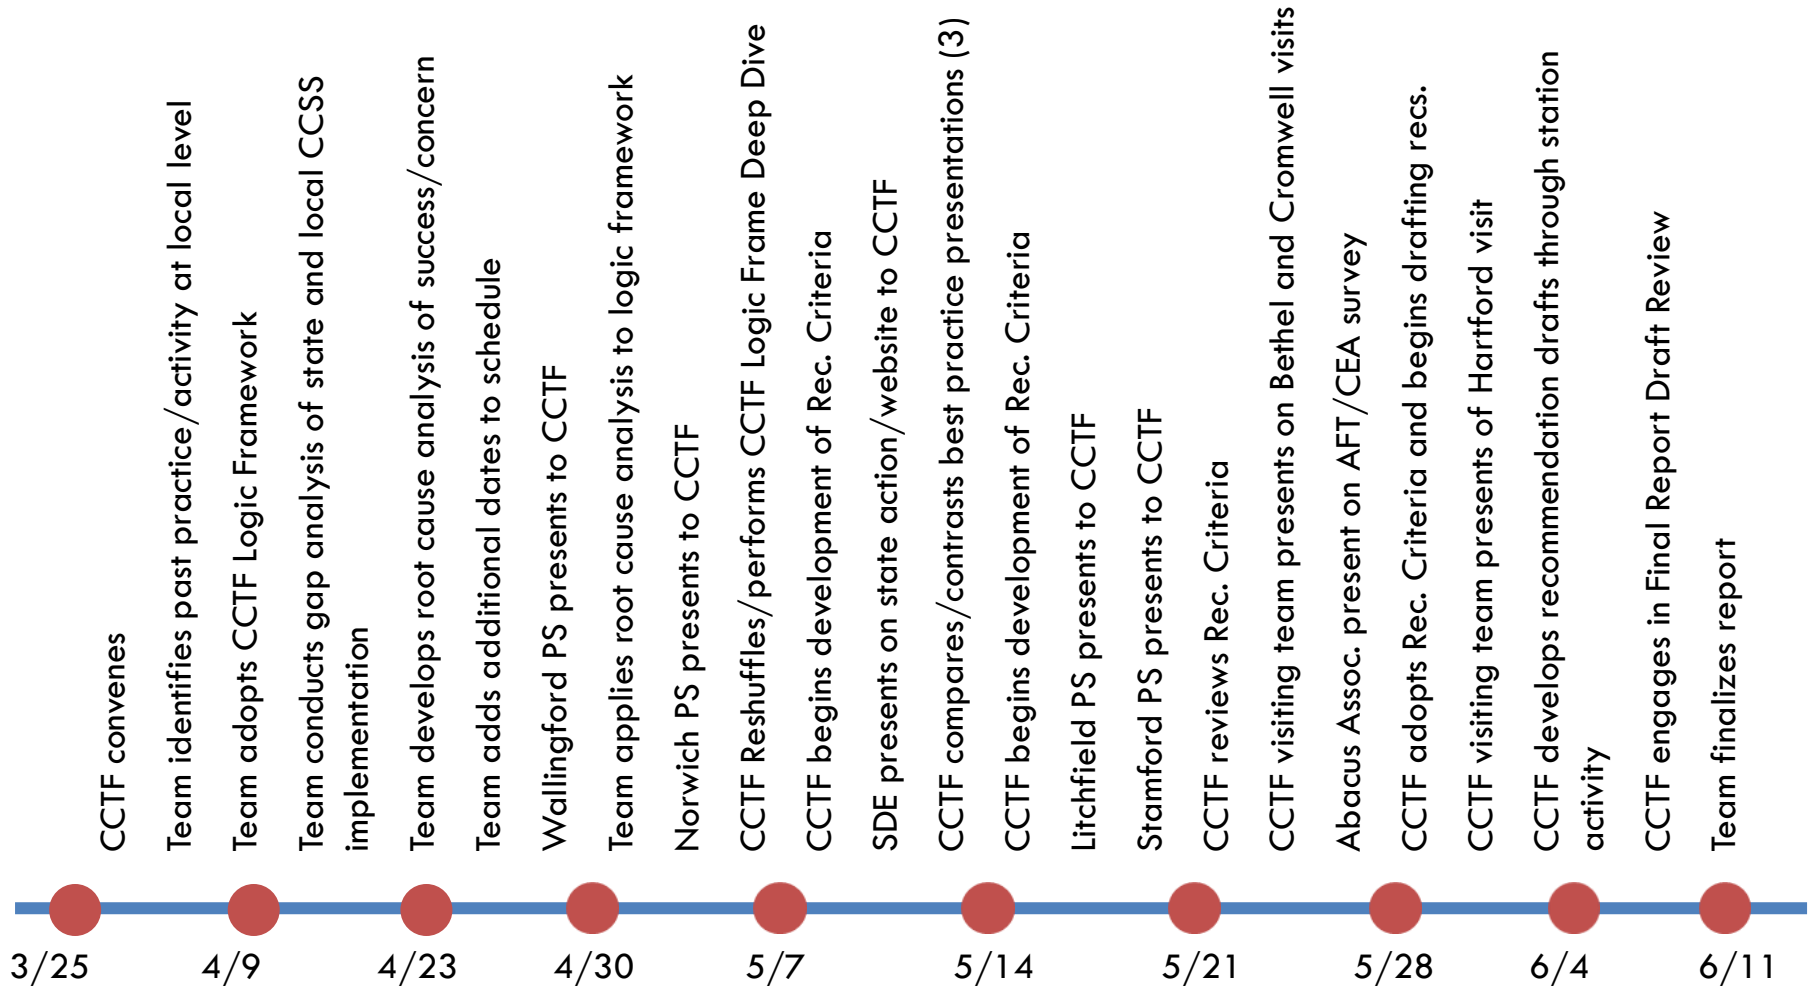 CCTF convenes
Team identifies past practice/activity at local level
Team adopts CCTF Logic Framework
Team conducts gap analysis of state and local CCSS
implementation
Team develops root cause analysis of success/concern
Team adds additional dates to schedule
Wallingford PS presents to CCTF
Team applies root cause analysis to logic framework
Norwich PS presents to CCTF
CCTF Reshuffles/performs CCTF Logic Frame Deep Dive
CCTF begins development of Rec. Criteria
SDE presents on state action/website to CCTF
CCTF compares/contrasts best practice presentations (3)
CCTF begins development of Rec. Criteria
Litchfield PS presents to CCTF
Stamford PS presents to CCTF
CCTF reviews Rec. Criteria
CCTF visiting team presents on Bethel and Cromwell visits
Abacus Assoc. present on AFT/CEA survey
CCTF adopts Rec. Criteria and begins drafting recs.
CCTF visiting team presents of Hartford visit
CCTF develops recommendation drafts through station
activity
CCTF engages in Final Report Draft Review
Team finalizes report
3/25
4/9
4/23
4/30
5/7
5/14
5/21
5/28
6/4
6/11